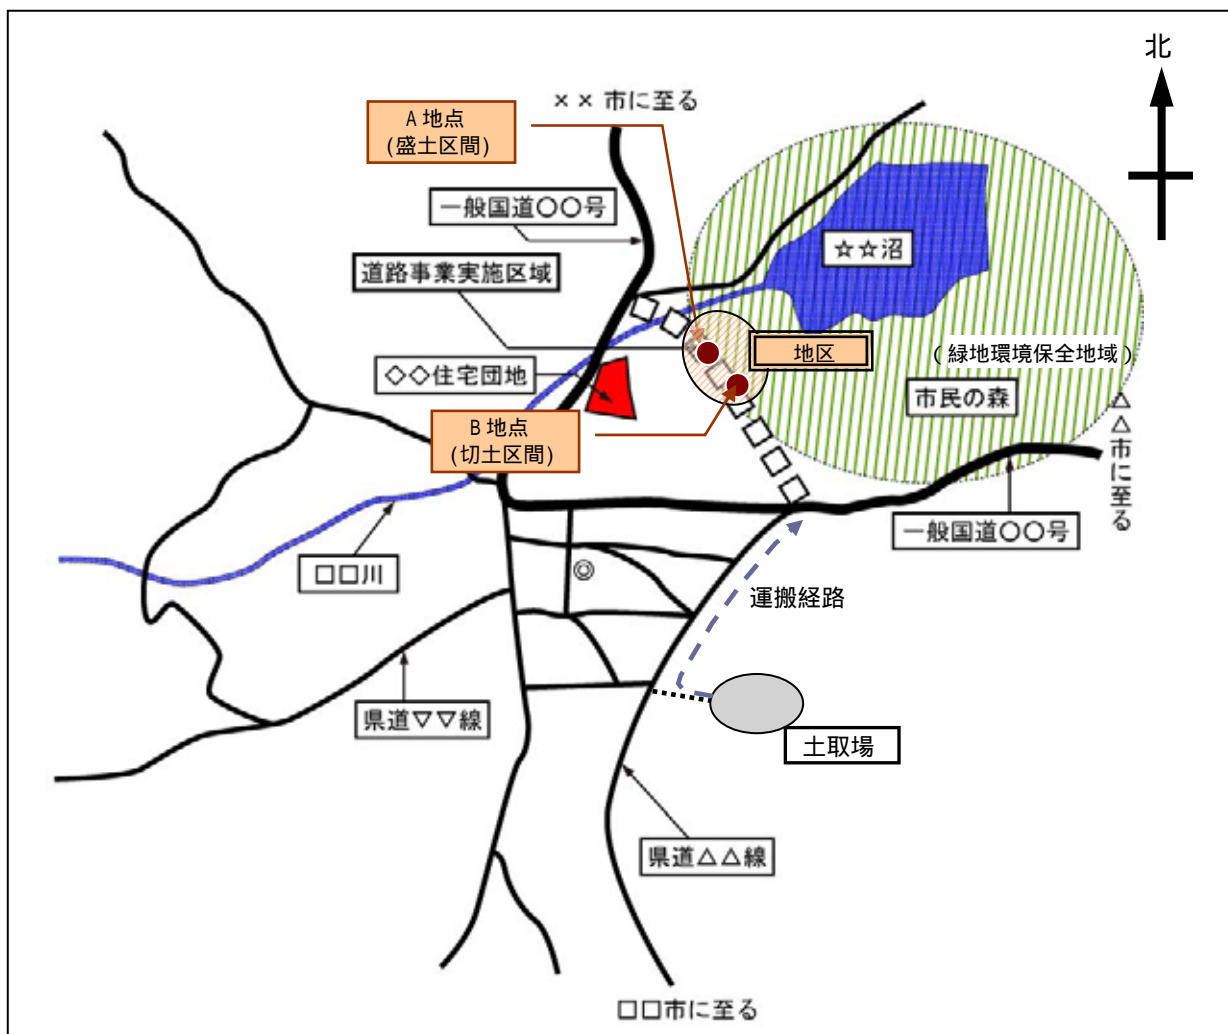 北
×× 市に至る
A 地点
(盛土区間)
一般国道〇〇号
☆☆沼
道路事業実施区域
地区
(緑地環境保全地域)
◇◇住宅団地
市民の森
B 地点
(切土区間)
△△市に至る
一般国道〇〇号
□□川
◎
運搬経路
県道▽▽線
土取場
県道△△線
□□市に至る